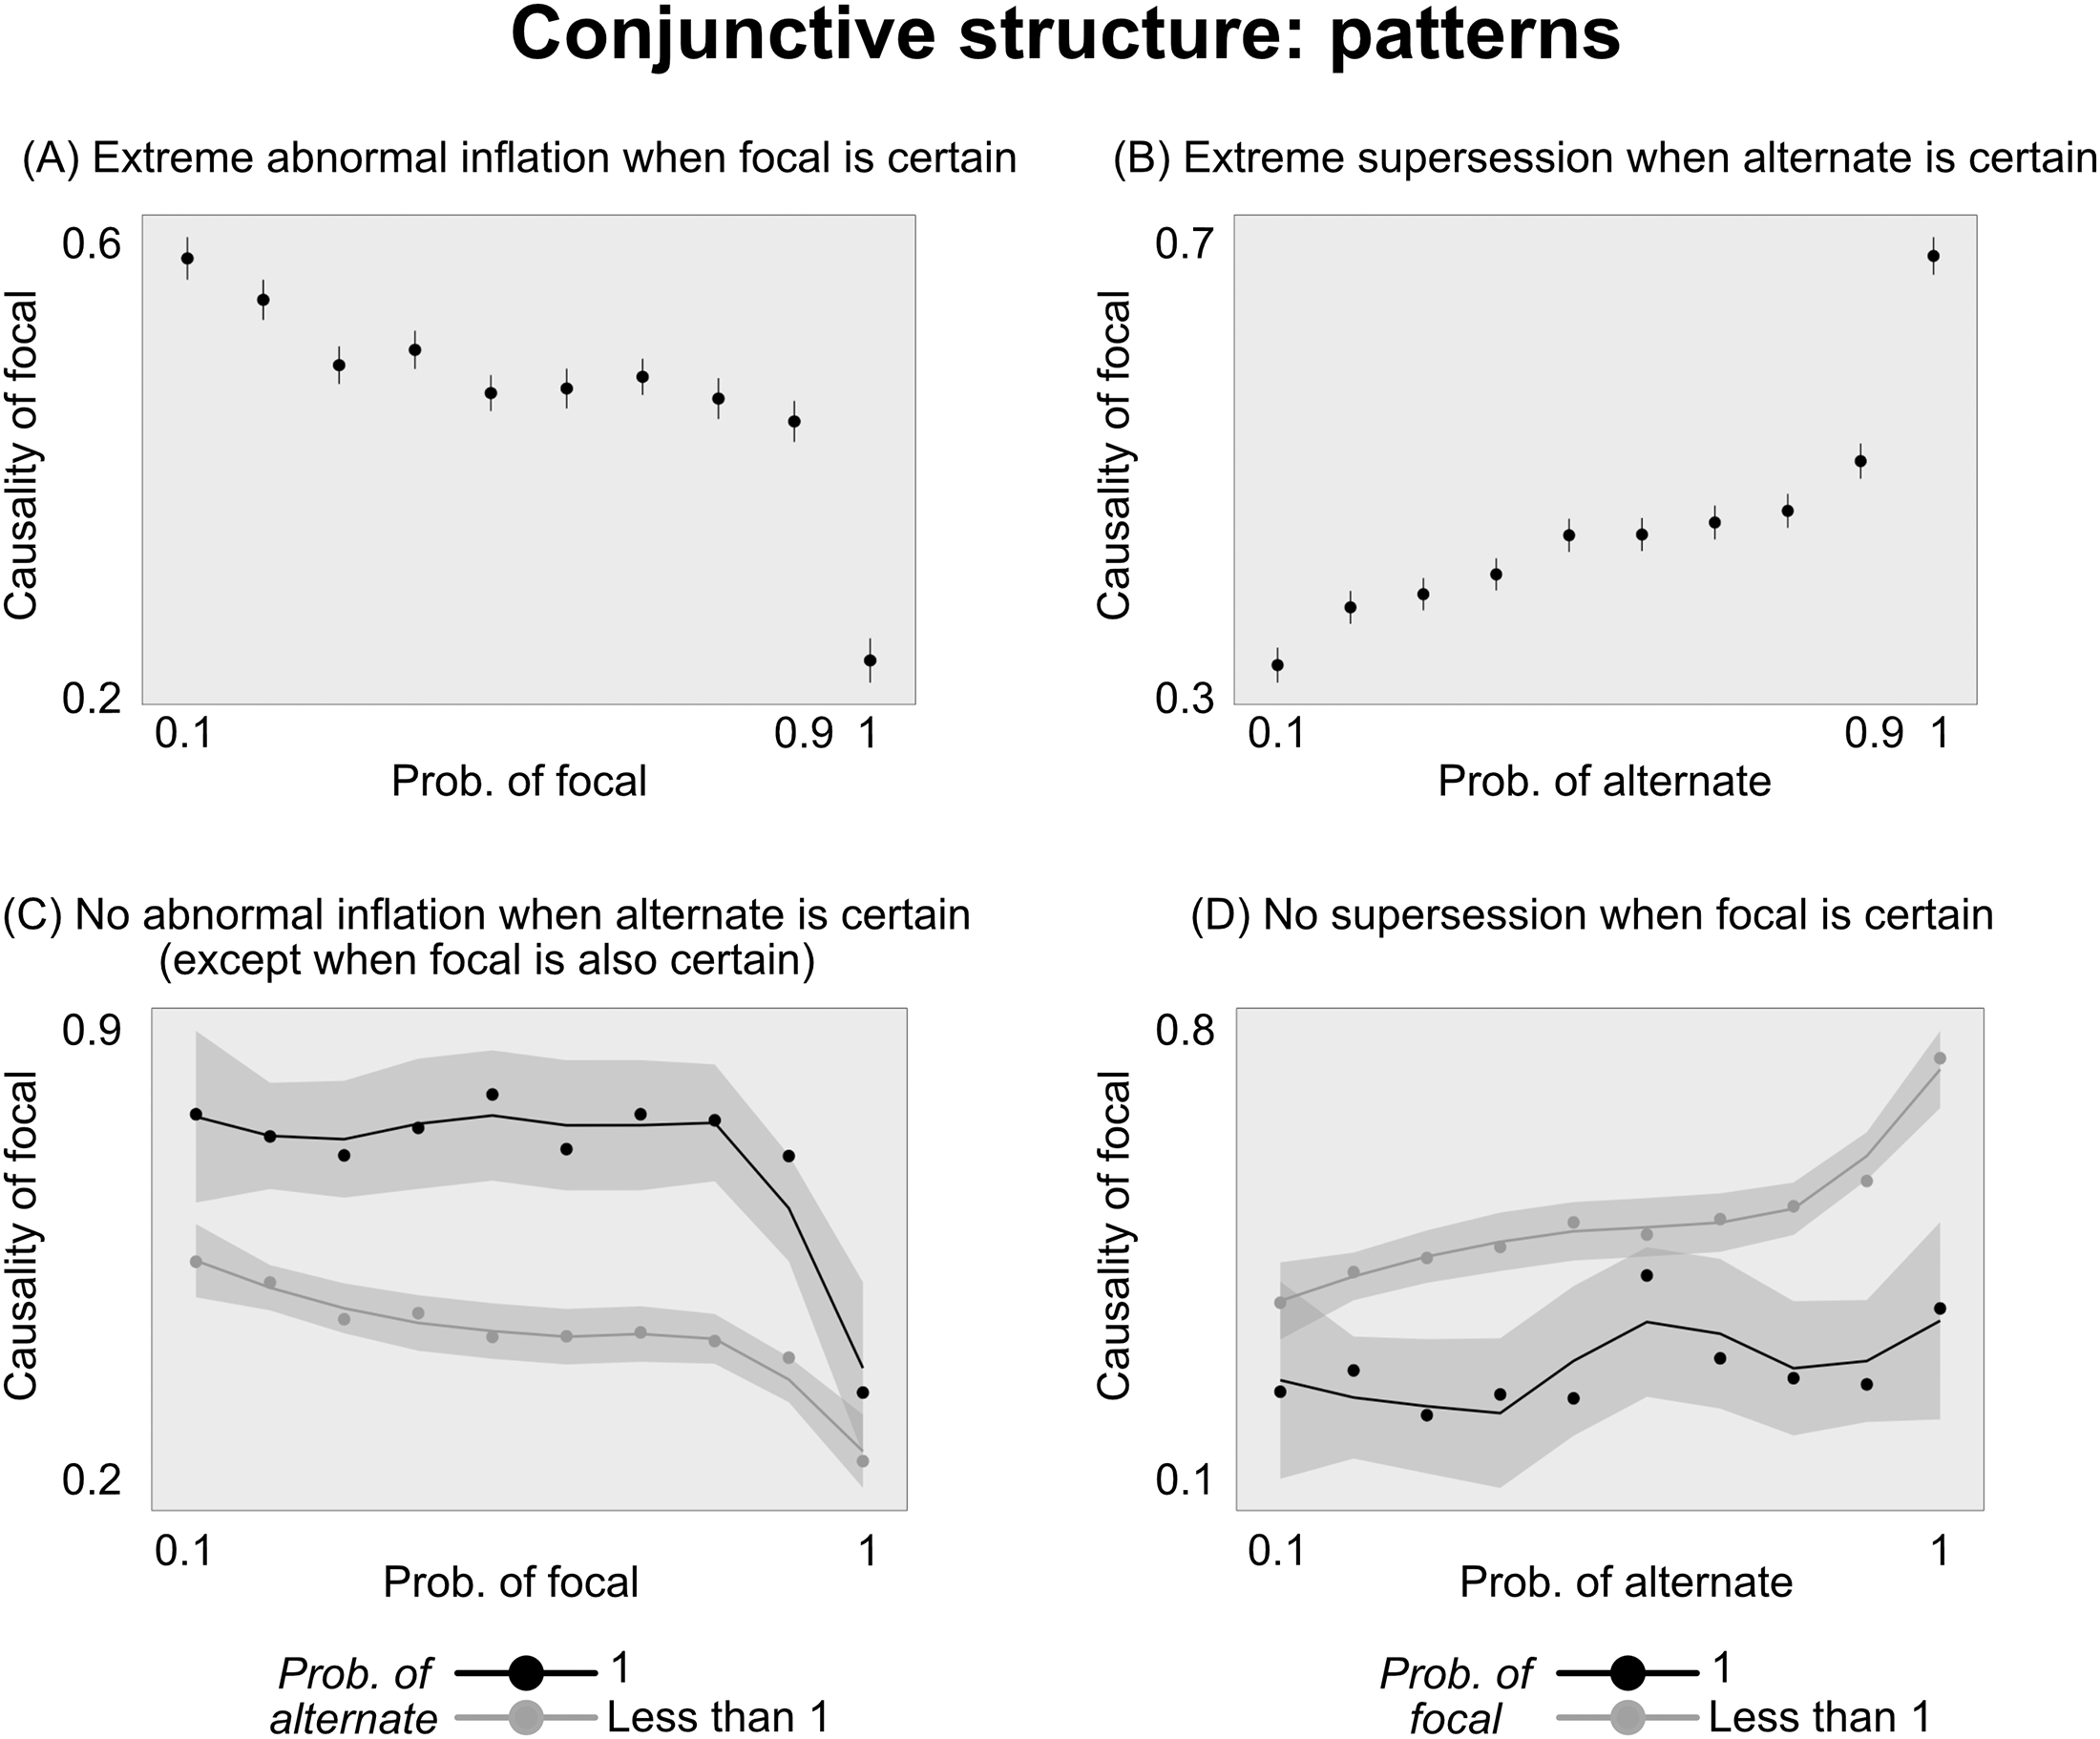 Conjunctive structure: patterns
(A) Extreme abnormal inflation when focal is certain
0.6
Causality of focal
0.2
0.1
0.9
1
Prob. of focal
(B) Extreme supersession when alternate is certain
0.7
Causality of focal
0.3
0.1
0.9
1
Prob. of alternate
(C) No abnormal inflation when alternate is certain
(except when focal is also certain)
0.9
Causality of focal
0.2
0.1
1
Prob. of focal
Prob. of
alternate
1
Less than 1
(D) No supersession when focal is certain
0.8
Causality of focal
0.1
0.1
1
Prob. of alternate
Prob. of
focal
1
Less than 1